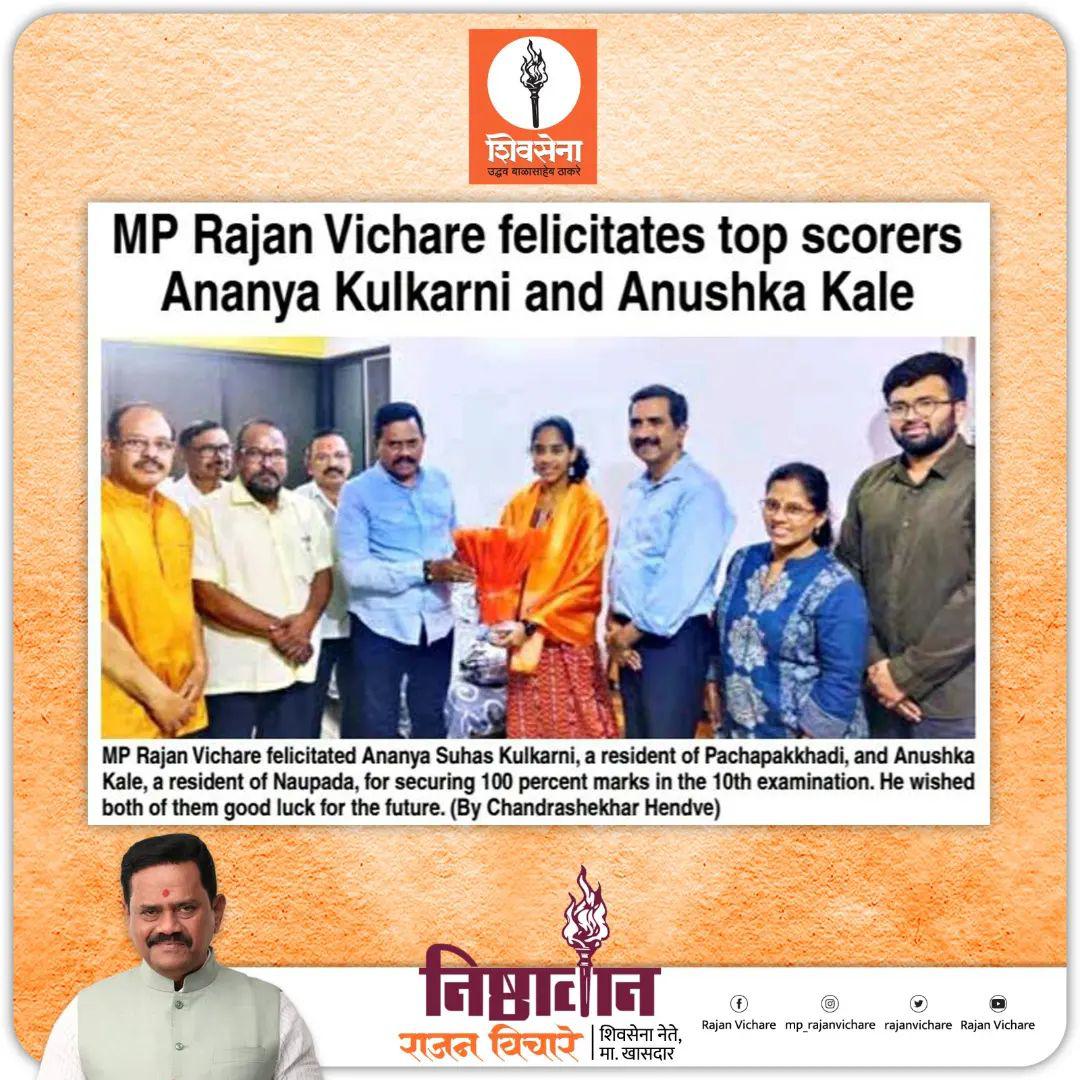 शिवसेना
उद्धव बाळासाहेब ठाकरे
MP Rajan Vichare felicitates top scorers
Ananya Kulkarni and Anushka Kale
MP Rajan Vichare felicitated Ananya Suhas Kulkarni, a resident of Pachapakkhadi, and Anushka
Kale, a resident of Naupada, for securing 100 percent marks in the 10th examination. He wished
both of them good luck for the future. (By Chandrashekhar Hendve)
निष्ठावान
राजन विचारे
शिवसेना नेते,
मा. खासदार
Rajan Vichare mp_rajanvichare rajanvichare Rajan Vichare